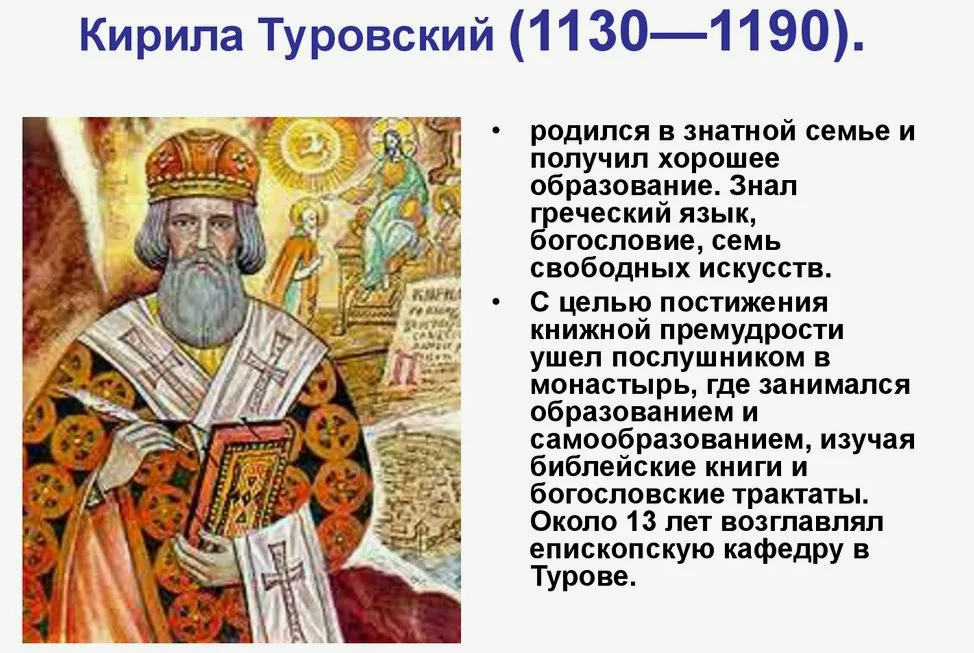 Кирила Туровский (1130—1190).
• родился в знатной семье и
получил хорошее
образование. Знал
греческий язык,
богословие, семь
свободных искусств.
• С целью постижения
книжной премудрости
ушел послушником в
монастырь, где занимался
образованием и
самообразованием, изучая
библейские книги и
богословские трактаты.
Около 13 лет возглавлял
епископскую кафедру в
Турове.